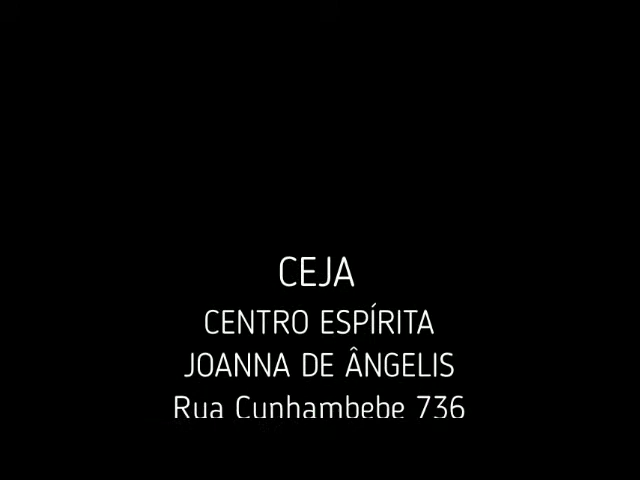 CEJA
CENTRO ESPÍRITA
JOANNA DE ÂNGELIS
Rua Cunhambebe 736